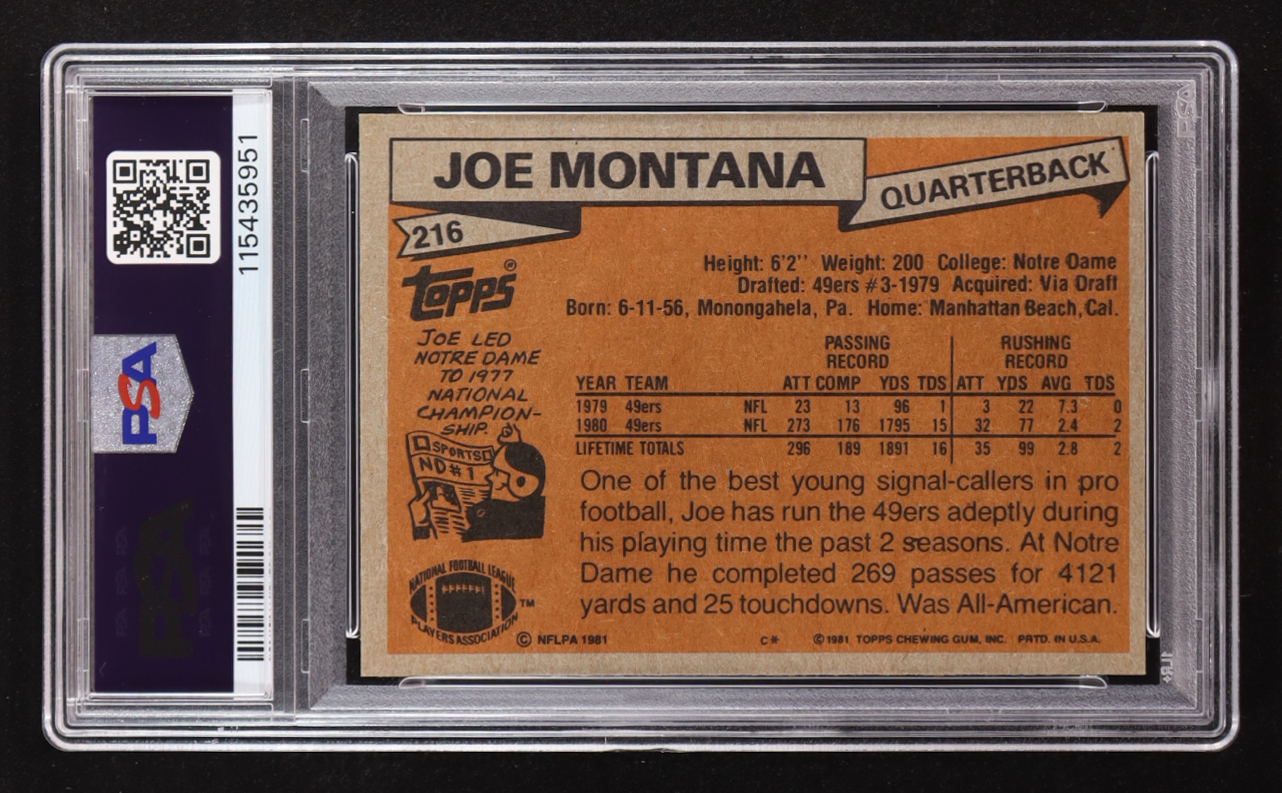 JOE MONTANA
QUARTERBACK
216
topps®
Height: 6'2'' Weight: 200 College: Notre Dame
Drafted: 49ers #3-1979 Acquired: Via Draft
Born: 6-11-56, Monongahela, Pa. Home: Manhattan Beach, Cal.
JOE LED
NOTRE DAME
TO 1977
NATIONAL
CHAMPION-
SHIP.
SPORTS
ND#1
PASSING RUSHING
RECORD RECORD
YEAR TEAM ATT COMP YDS TDS ATT YDS AVG TDS
1979 49ers NFL 23 13 96 1 3 22 7.3 0
1980 49ers NFL 273 176 1795 15 32 77 2.4 2
LIFETIME TOTALS 296 189 1891 16 35 99 2.8 2
One of the best young signal-callers in pro
football, Joe has run the 49ers adeptly during
his playing time the past 2 seasons. At Notre
Dame he completed 269 passes for 4121
yards and 25 touchdowns. Was All-American.
NATIONAL FOOTBALL LEAGUE
PLAYERS ASSOCIATION
TM
© NFLPA 1981
C*
© 1981 TOPPS CHEWING GUM, INC. PRTD. IN U.S.A.
115435951
PSA
PSA
PSA